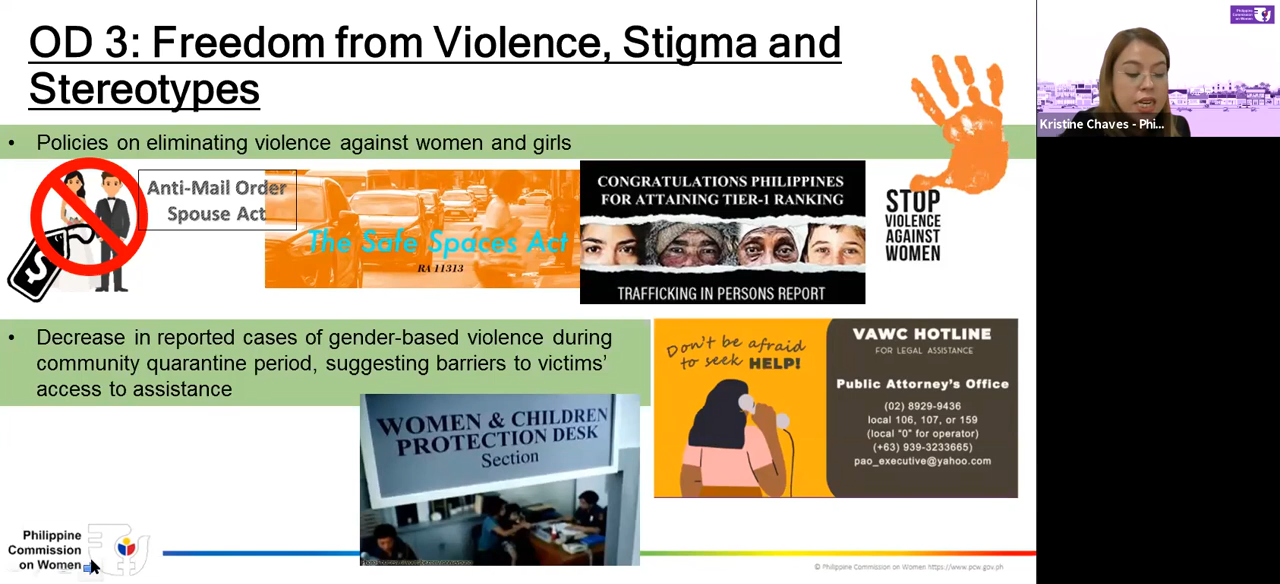 OD 3: Freedom from Violence, Stigma and
Stereotypes
• Policies on eliminating violence against women and girls
Anti-Mail Order
Spouse Act
$
The Safe Spaces Act
RA 11313
CONGRATULATIONS PHILIPPINES
FOR ATTAINING TIER-1 RANKING
TRAFFICKING IN PERSONS REPORT
STOP
VIOLENCE
AGAINST
WOMEN
• Decrease in reported cases of gender-based violence during
community quarantine period, suggesting barriers to victims’
access to assistance
WOMEN & CHILDREN
PROTECTION DESK
Section
Don't be afraid
to seek HELP!
VAWC HOTLINE
FOR LEGAL ASSISTANCE
Public Attorney's Office
(02) 8929-9436
local 106, 107, or 159
(local "0" for operator)
(+63) 939-3233665)
pao_executive@yahoo.com
Philippine
Commission
on Women
© Philippine Commission on Women https://www.pcw.gov.ph
Philippine
Commission
on Women
Kristine Chaves - Phi...